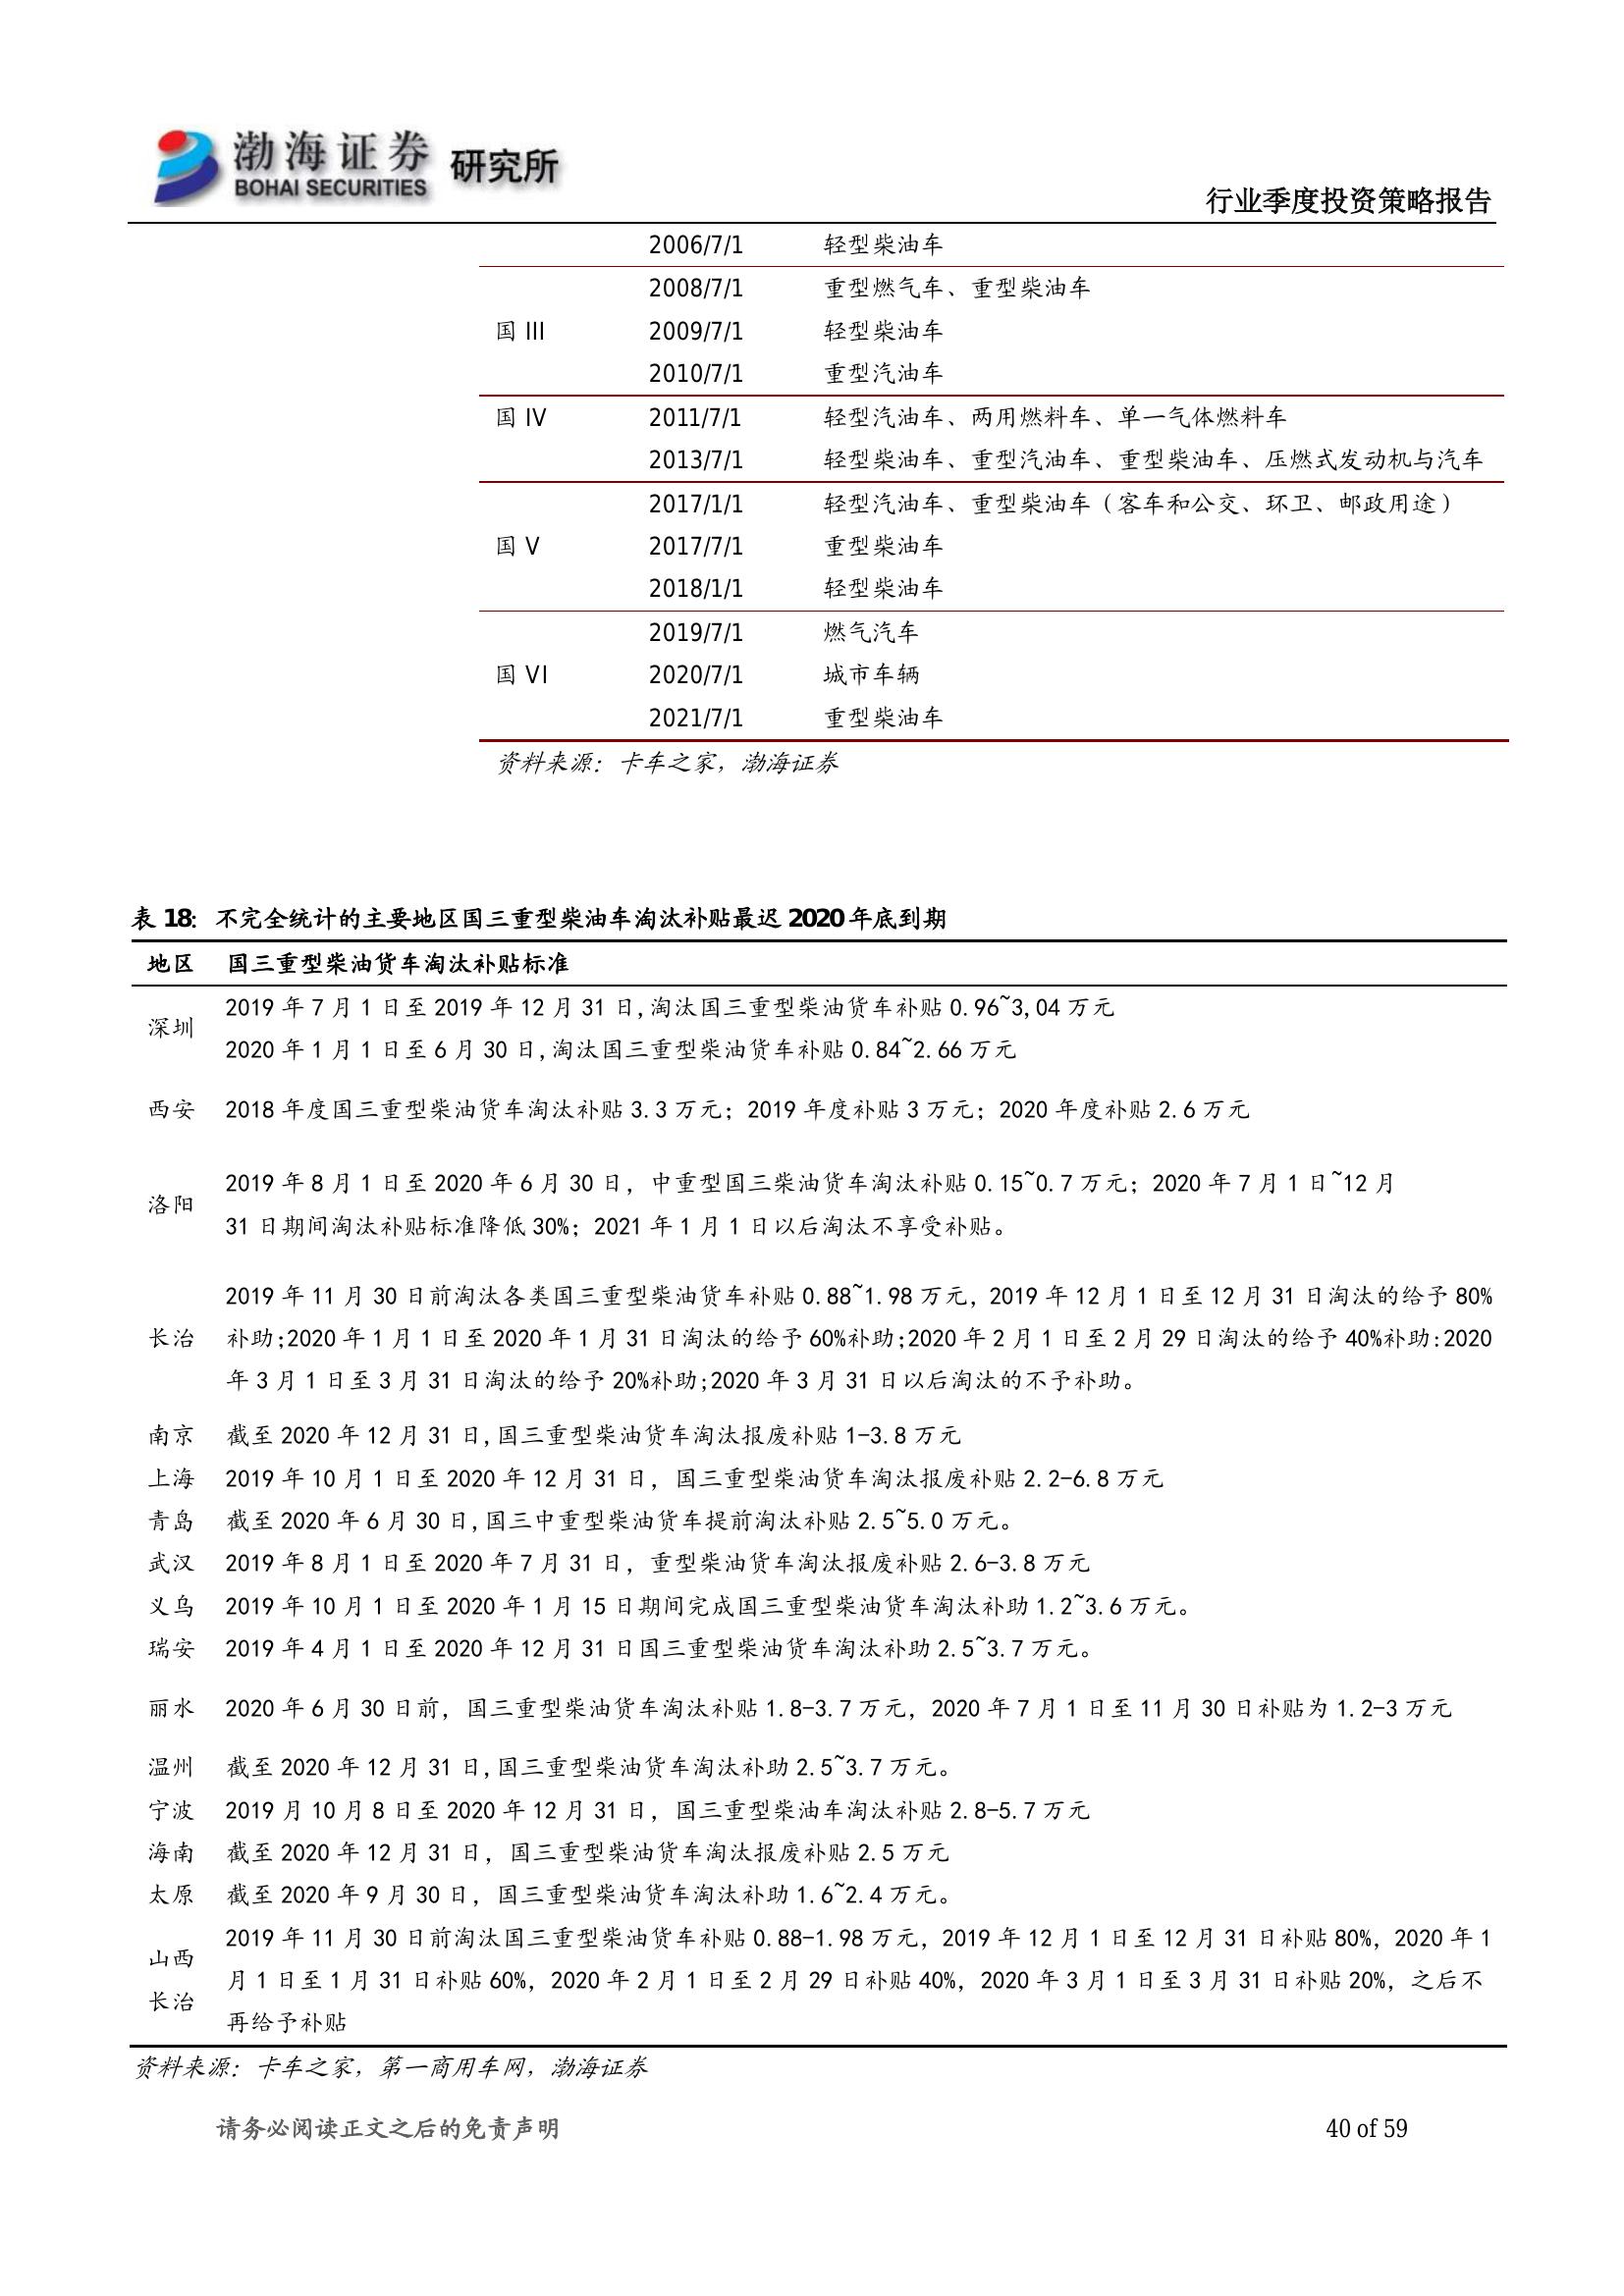 渤海证券 研究所
BOHAI SECURITIES
行业季度投资策略报告
2006/7/1 轻型柴油车
2008/7/1 重型燃气车、重型柴油车
国 III 2009/7/1 轻型柴油车
2010/7/1 重型汽油车
国 IV 2011/7/1 轻型汽油车、两用燃料车、单一气体燃料车
2013/7/1 轻型柴油车、重型汽油车、重型柴油车、压燃式发动机与汽车
2017/1/1 轻型汽油车、重型柴油车（客车和公交、环卫、邮政用途）
国 V 2017/7/1 重型柴油车
2018/1/1 轻型柴油车
2019/7/1 燃气汽车
国 VI 2020/7/1 城市车辆
2021/7/1 重型柴油车
资料来源：卡车之家，渤海证券
表 18: 不完全统计的主要地区国三重型柴油车淘汰补贴最迟 2020 年底到期
地区 国三重型柴油货车淘汰补贴标准
深圳
2019 年 7 月 1 日至 2019 年 12 月 31 日,淘汰国三重型柴油货车补贴 0.96~3,04 万元
2020 年 1 月 1 日至 6 月 30 日,淘汰国三重型柴油货车补贴 0.84~2.66 万元
西安 2018 年度国三重型柴油货车淘汰补贴 3.3 万元；2019 年度补贴 3 万元；2020 年度补贴 2.6 万元
洛阳
2019 年 8 月 1 日至 2020 年 6 月 30 日，中重型国三柴油货车淘汰补贴 0.15~0.7 万元；2020 年 7 月 1 日~12 月
31 日期间淘汰补贴标准降低 30%；2021 年 1 月 1 日以后淘汰不享受补贴。
2019 年 11 月 30 日前淘汰各类国三重型柴油货车补贴 0.88~1.98 万元，2019 年 12 月 1 日至 12 月 31 日淘汰的给予 80%
长治 补助;2020 年 1 月 1 日至 2020 年 1 月 31 日淘汰的给予 60%补助;2020 年 2 月 1 日至 2 月 29 日淘汰的给予 40%补助:2020
年 3 月 1 日至 3 月 31 日淘汰的给予 20%补助;2020 年 3 月 31 日以后淘汰的不予补助。
南京 截至 2020 年 12 月 31 日,国三重型柴油货车淘汰报废补贴 1-3.8 万元
上海 2019 年 10 月 1 日至 2020 年 12 月 31 日，国三重型柴油货车淘汰报废补贴 2.2-6.8 万元
青岛 截至 2020 年 6 月 30 日,国三中重型柴油货车提前淘汰补贴 2.5~5.0 万元。
武汉 2019 年 8 月 1 日至 2020 年 7 月 31 日，重型柴油货车淘汰报废补贴 2.6-3.8 万元
义乌 2019 年 10 月 1 日至 2020 年 1 月 15 日期间完成国三重型柴油货车淘汰补助 1.2~3.6 万元。
瑞安 2019 年 4 月 1 日至 2020 年 12 月 31 日国三重型柴油货车淘汰补助 2.5~3.7 万元。
丽水 2020 年 6 月 30 日前，国三重型柴油货车淘汰补贴 1.8-3.7 万元，2020 年 7 月 1 日至 11 月 30 日补贴为 1.2-3 万元
温州 截至 2020 年 12 月 31 日,国三重型柴油货车淘汰补助 2.5~3.7 万元。
宁波 2019 月 10 月 8 日至 2020 年 12 月 31 日，国三重型柴油车淘汰补贴 2.8-5.7 万元
海南 截至 2020 年 12 月 31 日，国三重型柴油货车淘汰报废补贴 2.5 万元
太原 截至 2020 年 9 月 30 日，国三重型柴油货车淘汰补助 1.6~2.4 万元。
山西
长治
2019 年 11 月 30 日前淘汰国三重型柴油货车补贴 0.88-1.98 万元，2019 年 12 月 1 日至 12 月 31 日补贴 80%，2020 年 1
月 1 日至 1 月 31 日补贴 60%，2020 年 2 月 1 日至 2 月 29 日补贴 40%，2020 年 3 月 1 日至 3 月 31 日补贴 20%，之后不
再给予补贴
资料来源：卡车之家，第一商用车网，渤海证券
请务必阅读正文之后的免责声明 40 of 59